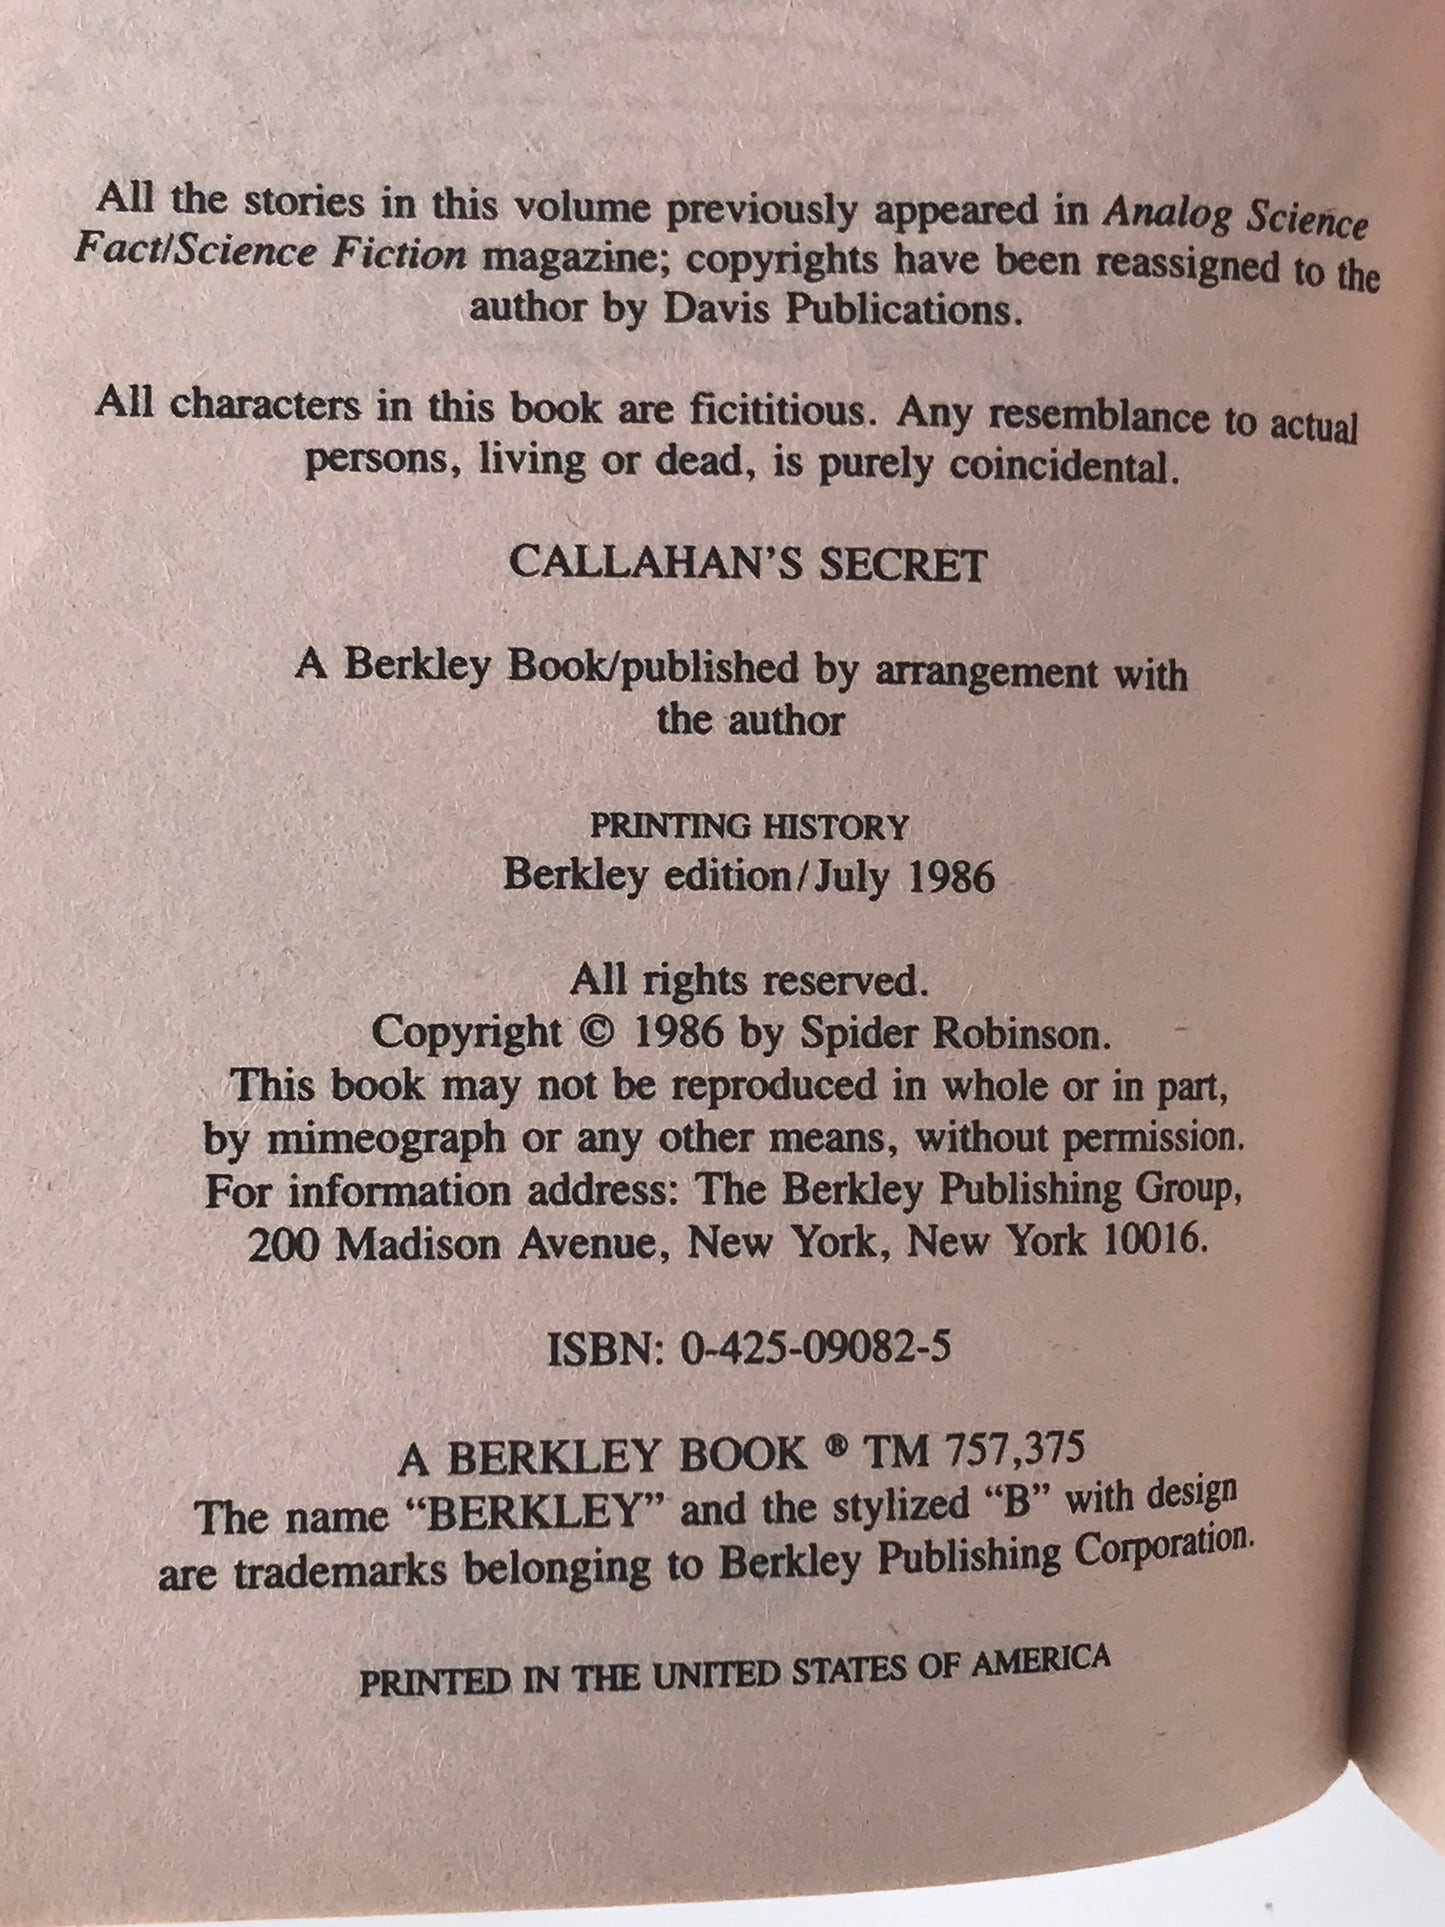 All the stories in this volume previously appeared in Analog Science
Fact/Science Fiction magazine; copyrights have been reassigned to the
author by Davis Publications.
All characters in this book are ficititious. Any resemblance to actual
persons, living or dead, is purely coincidental.
CALLAHAN'S SECRET
A Berkley Book/published by arrangement with
the author
PRINTING HISTORY
Berkley edition/July 1986
All rights reserved.
Copyright © 1986 by Spider Robinson.
This book may not be reproduced in whole or in part,
by mimeograph or any other means, without permission.
For information address: The Berkley Publishing Group,
200 Madison Avenue, New York, New York 10016.
ISBN: 0-425-09082-5
A BERKLEY BOOK ® TM 757,375
The name “BERKLEY” and the stylized “B” with design
are trademarks belonging to Berkley Publishing Corporation.
PRINTED IN THE UNITED STATES OF AMERICA